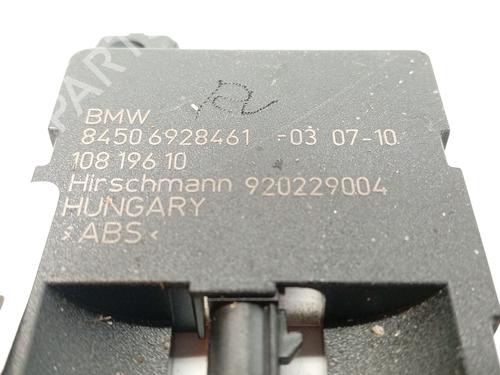 BMW
8450 6928461 -03 07-10
108 196 10
Hirschmann 920229004
HUNGARY
>ABS<